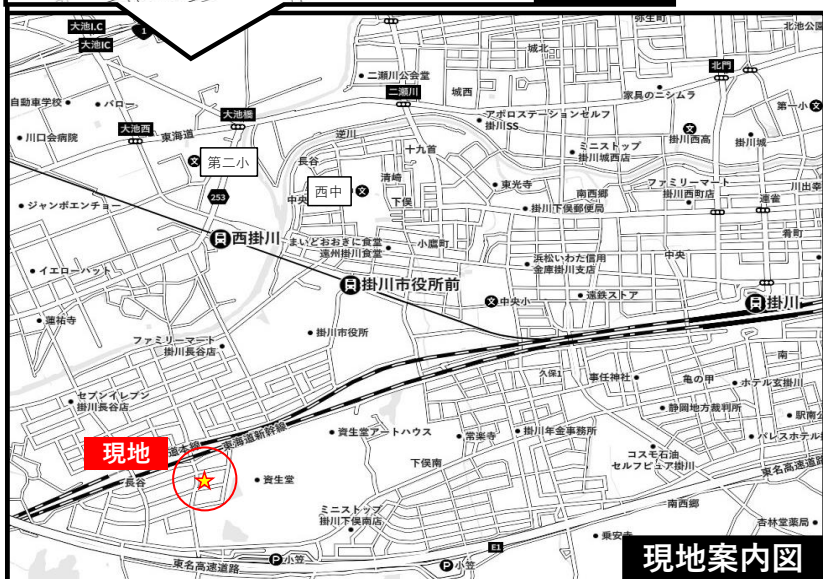 大池I.C
大池IC
1
弥生町
北池公園
城北
二瀬川公会堂
城西
二瀬川
北門
家具のニシムラ
自動車学校
バロー
大池橋
アポロステーションセルフ
掛川SS
第一小
大池西
東海道
逆川
川口会病院
十九首
ミニストップ
掛川城西店
掛川西高
掛川城
第二小
長谷
清崎
西中
中央
下俣
東光寺
南西郷
ファミリーマート
掛川西町店
川出幸
連雀
253
ジャンボエンチョー
掛川下俣郵便局
肴町
西掛川
まいどおおきに食堂
遠州掛川食堂
小鷹町
中央
浜松いわた信用
金庫掛川支店
イエローハット
掛川市役所前
中央小
遠鉄ストア
掛川
蓮祐寺
掛川市役所
ファミリーマート
掛川長谷店
南
久保1
事任神社
亀の甲
ホテル玄掛川
セブンイレブン
掛川長谷店
静岡地方裁判所
駅南公
道本線
東海道新幹線
資生堂アートハウス
常楽寺
掛川年金事務所
パレスホテル
現地
コスモ石油
セルフピュア掛川
下俣南
東名高速道路
長谷
資生堂
ミニストップ
掛川下俣南店
南西郷
杏林堂薬局
乗安寺
E1
東名高速道路
P小笠
P小笠
現地案内図